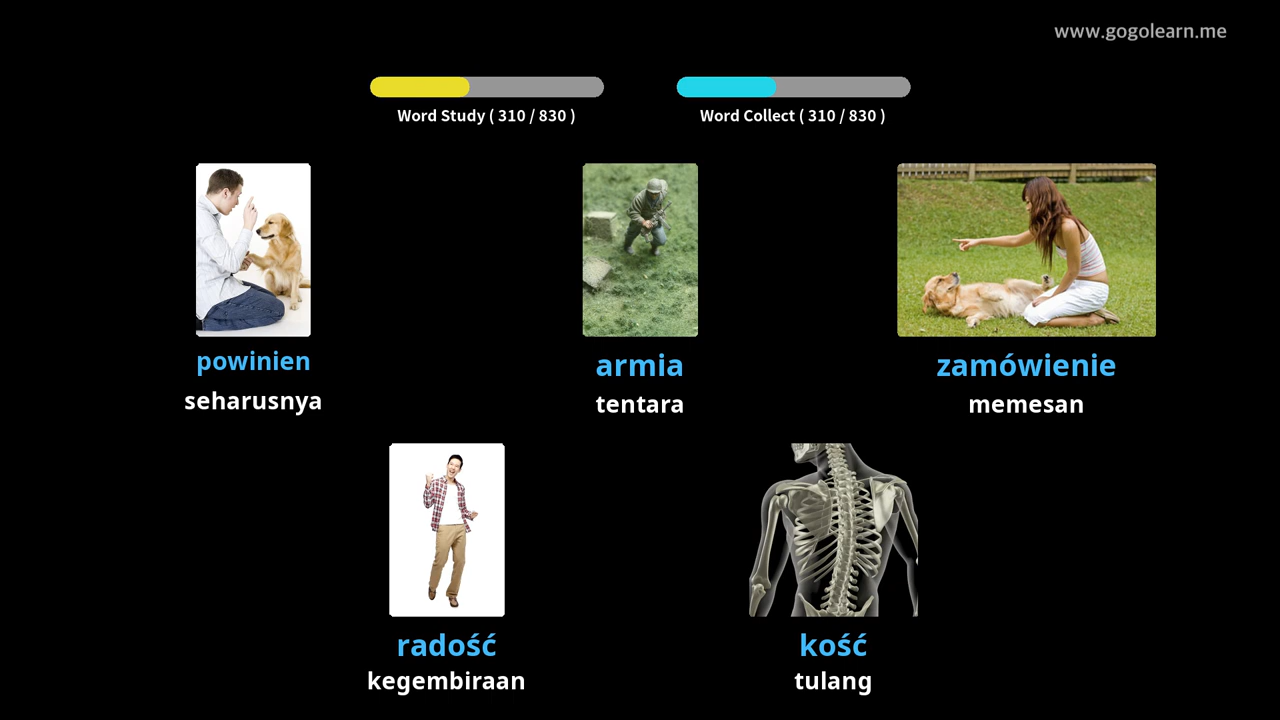 www.gogolearn.me
Word Study ( 310 / 830 )
Word Collect ( 310 / 830 )
powinien
seharusnya
armia
tentara
zamówienie
memesan
radość
kegembiraan
kość
tulang